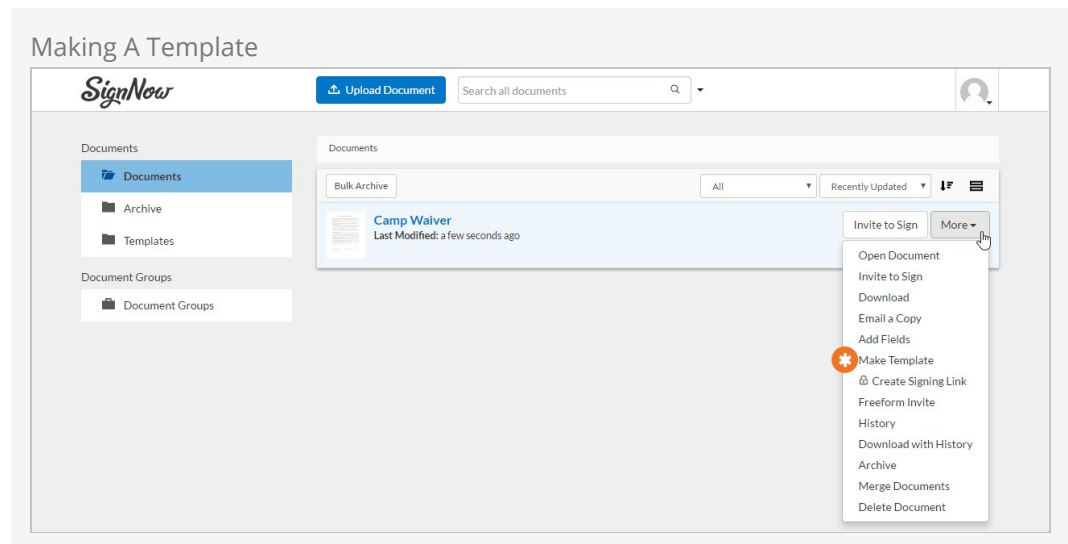 Making A Template
SignNow
Upload Document
Search all documents
Documents
Documents
Archive
Templates
Document Groups
Document Groups
Documents
Bulk Archive
All
Recently Updated
Camp Waiver
Last Modified: a few seconds ago
Invite to Sign
More
Open Document
Invite to Sign
Download
Email a Copy
Add Fields
Make Template
Create Signing Link
Freeform Invite
History
Download with History
Archive
Merge Documents
Delete Document